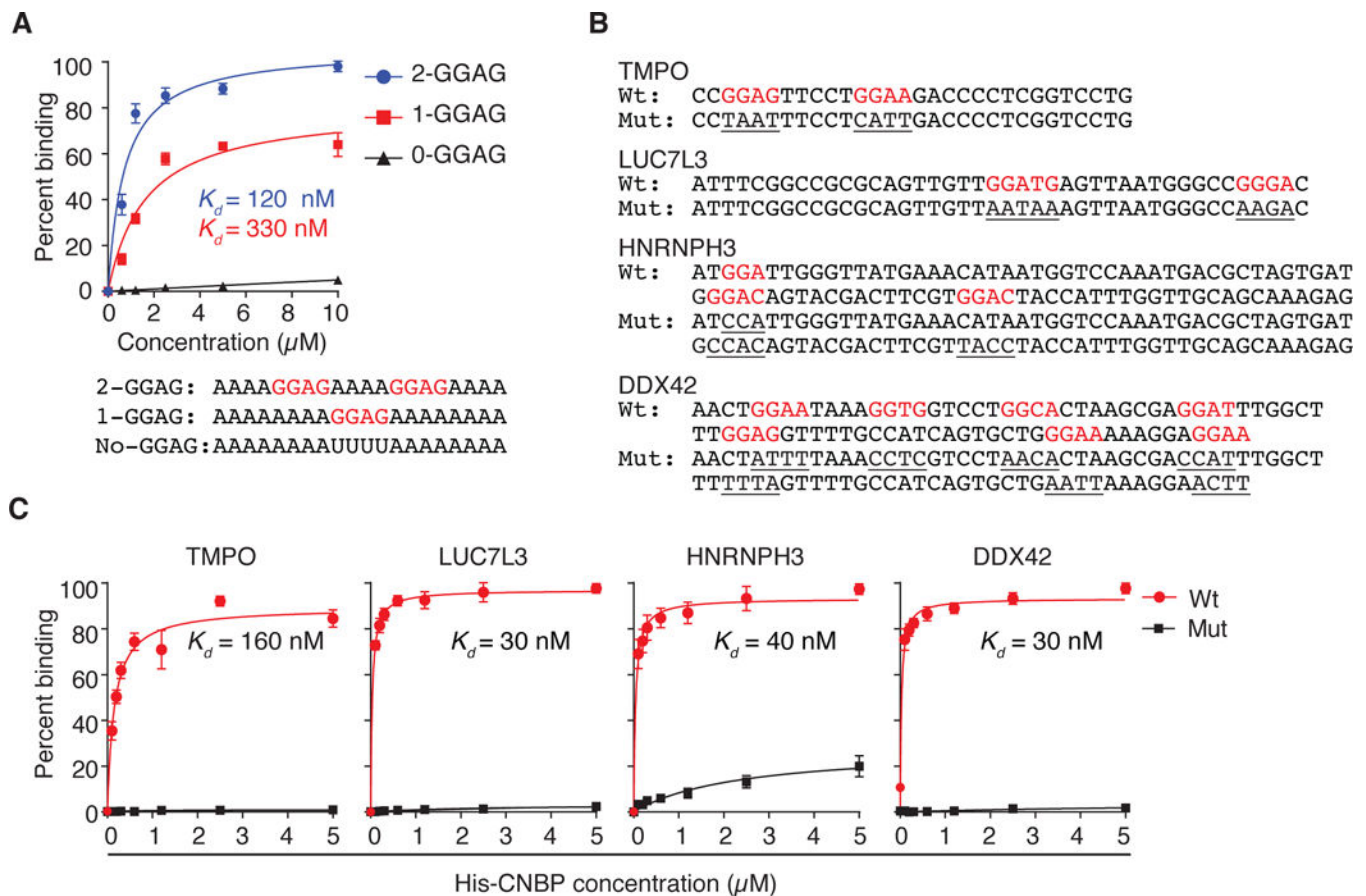 A
100
80
60
40
20
0
Percent binding
2-GGAG
1-GGAG
0-GGAG
Kd = 120 nM
Kd = 330 nM
0 2 4 6 8 10
Concentration (µM)
2-GGAG: AAAAGGAGAAAAGGAGAAAA
1-GGAG: AAAAAAAAGGAGAAAAAAAA
No-GGAG:AAAAAAAAUUUUAAAAAAAA
B
TMPO
Wt: CCGGAGTTCCTGGAAGACCCCTCGGTCCTG
Mut: CCTAATTTCCTCATTGACCCCTCGGTCCTG
LUC7L3
Wt: ATTTCGGCCGCGCAGTTGTTGGATGAGTTAATGGGCCGGGAC
Mut: ATTTCGGCCGCGCAGTTGTTAATAAAGTTAATGGGCCAAGAC
HNRNPH3
Wt: ATGGATTGGGTTATGAAACATAATGGTCCAAATGACGCTAGTGAT
GGGACAGTACGACTTCGTGGACTACCATTTGGTTGCAGCAAAGAG
Mut: ATCCATTGGGTTATGAAACATAATGGTCCAAATGACGCTAGTGAT
GCCACAGTACGACTTCGTTACCTACCATTTGGTTGCAGCAAAGAG
DDX42
Wt: AACTGGAATAAAGGTGGTCCTGGCACTAAGCGAGGATTTGGCT
TTGGAGGTTTTGCCATCAGTGCTGGAAAAAGGAGGAA
Mut: AACTATTTTAAACCTCGTCCTAACACTAAGCGACCATTTGGCT
TTTTTAGTTTTGCCATCAGTGCTGAATTAAAGGAACTT
C
TMPO LUC7L3 HNRNPH3 DDX42
100
80
60
40
20
0
Percent binding
Kd = 160 nM Kd = 30 nM Kd = 40 nM Kd = 30 nM
Wt
Mut
0 1 2 3 4 5 0 1 2 3 4 5 0 1 2 3 4 5 0 1 2 3 4 5
His-CNBP concentration (µM)